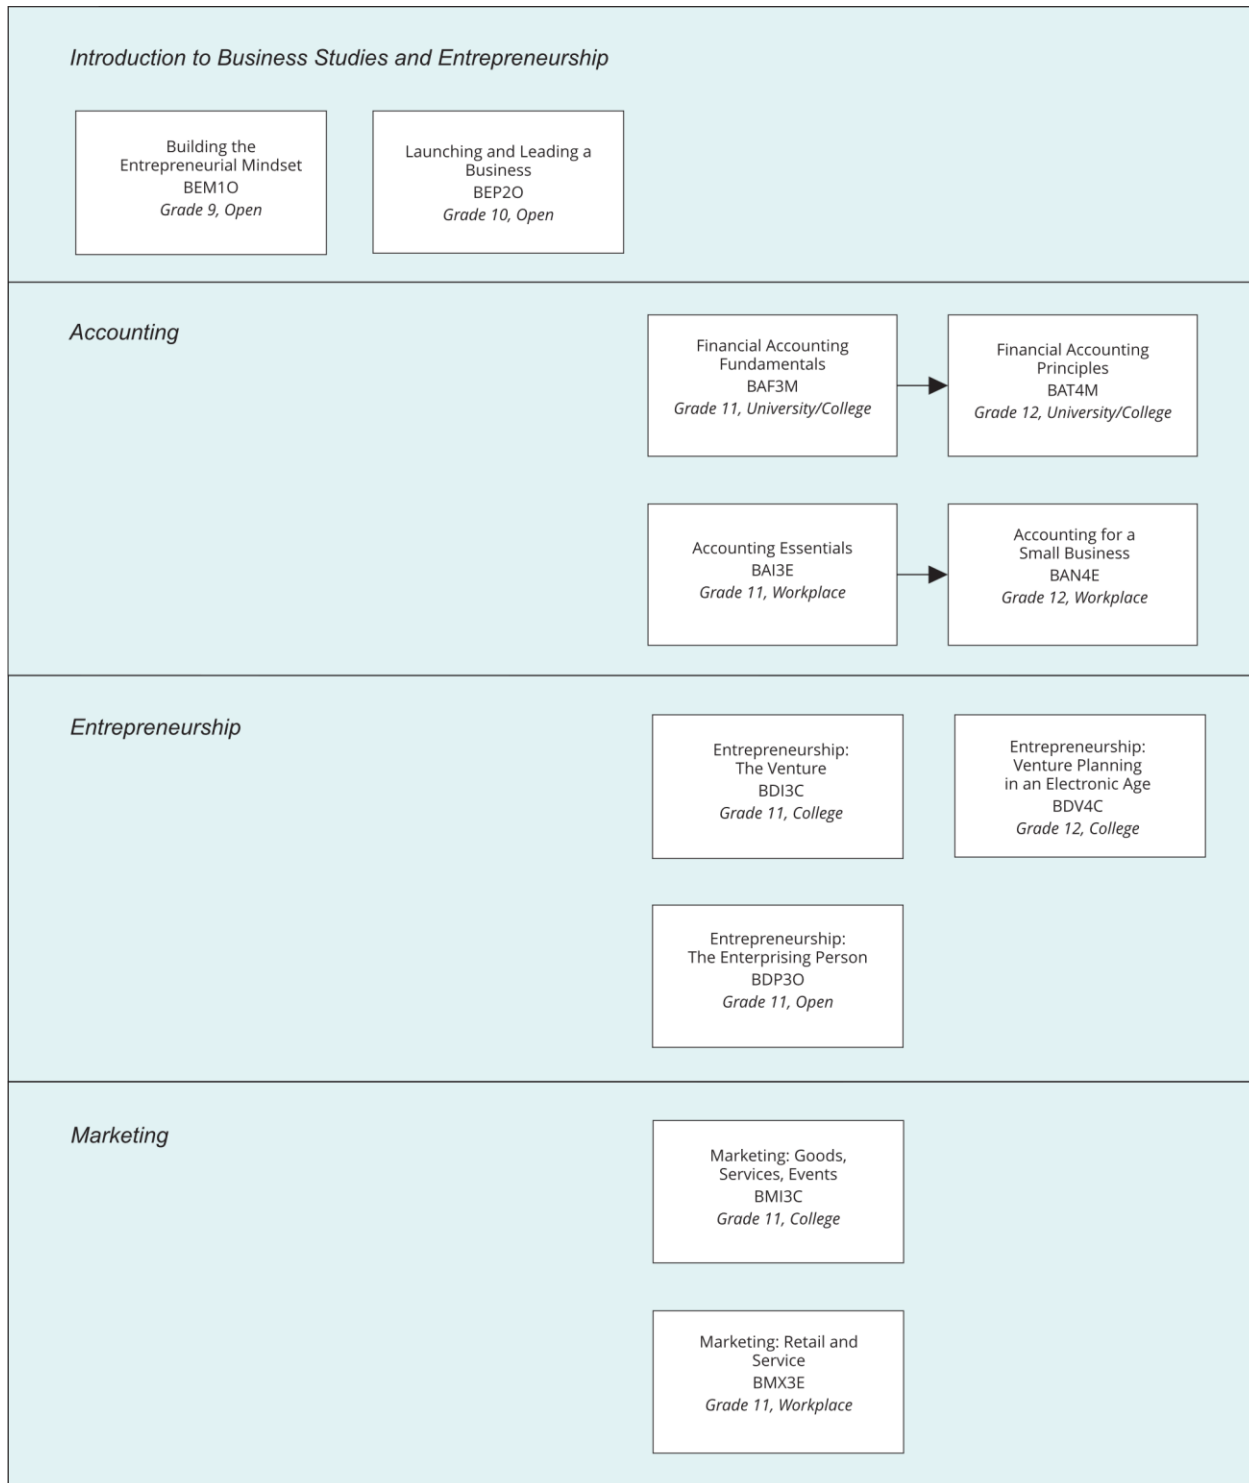 Introduction to Business Studies and Entrepreneurship
Building the
Entrepreneurial Mindset
BEM1O
Grade 9, Open
Launching and Leading a
Business
BEP2O
Grade 10, Open
Accounting
Financial Accounting
Fundamentals
BAF3M
Grade 11, University/College
Financial Accounting
Principles
BAT4M
Grade 12, University/College
Accounting Essentials
BAI3E
Grade 11, Workplace
Accounting for a
Small Business
BAN4E
Grade 12, Workplace
Entrepreneurship
Entrepreneurship:
The Venture
BDI3C
Grade 11, College
Entrepreneurship:
Venture Planning
in an Electronic Age
BDV4C
Grade 12, College
Entrepreneurship:
The Enterprising Person
BDP3O
Grade 11, Open
Marketing
Marketing: Goods,
Services, Events
BMI3C
Grade 11, College
Marketing: Retail and
Service
BMX3E
Grade 11, Workplace